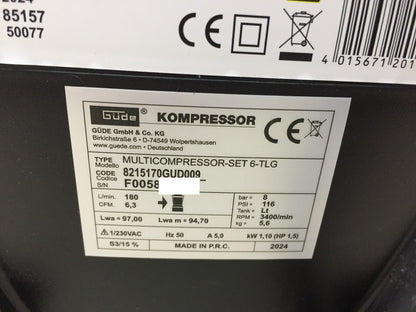 2024
85157
50077
CE
4 015671 201
Güde ® KOMPRESSOR CE
GÜDE GmbH & Co. KG
Birkichstraße 6 • D-74549 Wolpertshausen
www.guede.com • Deutschland
TYPE MULTICOMPRESSOR-SET 6-TLG
Modello
CODE 8215170GUD009
Codice
F0058
L/min. 180 bar = 8
CFM. 6,3 PSI = 116
Tank = Lt
RPM = 3400/min
Lwa = 97,00 Lwa m = 94,70 kg = 5,6
1/230VAC Hz 50 A 5,0 kW 1,10 (HP 1,5)
S3/15 % MADE IN P.R.C. 2024